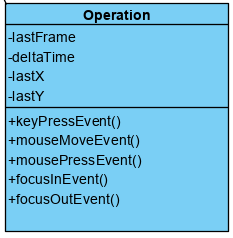 Operation
-lastFrame
-deltaTime
-lastX
-lastY
+keyPressEvent()
+mouseMoveEvent()
+mousePressEvent()
+focusInEvent()
+focusOutEvent()